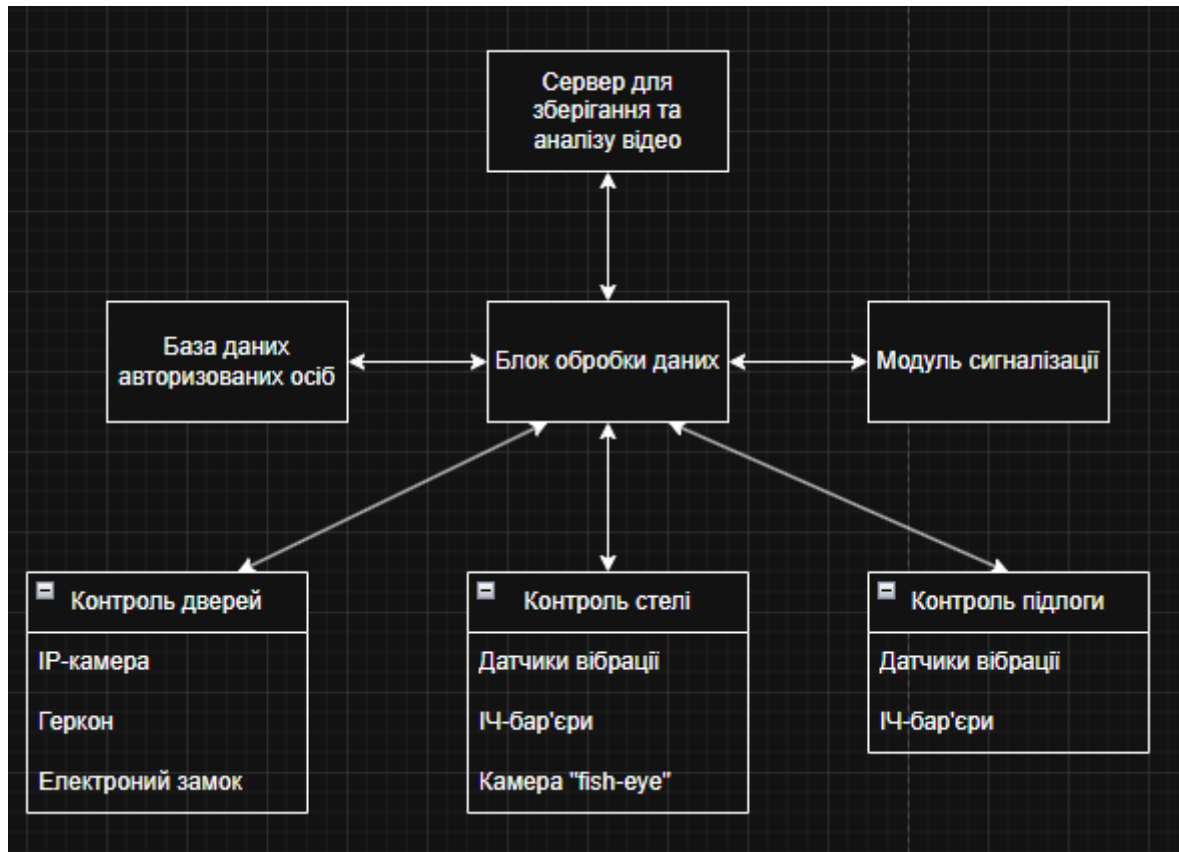 Сервер для
зберігання та
аналізу відео
База даних
авторизованих осіб
Блок обробки даних
Модуль сигналізації
Контроль дверей
IP-камера
Геркон
Електроний замок
Контроль стелі
Датчики вібрації
ІЧ-бар'єри
Камера "fish-eye"
Контроль підлоги
Датчики вібрації
ІЧ-бар'єри